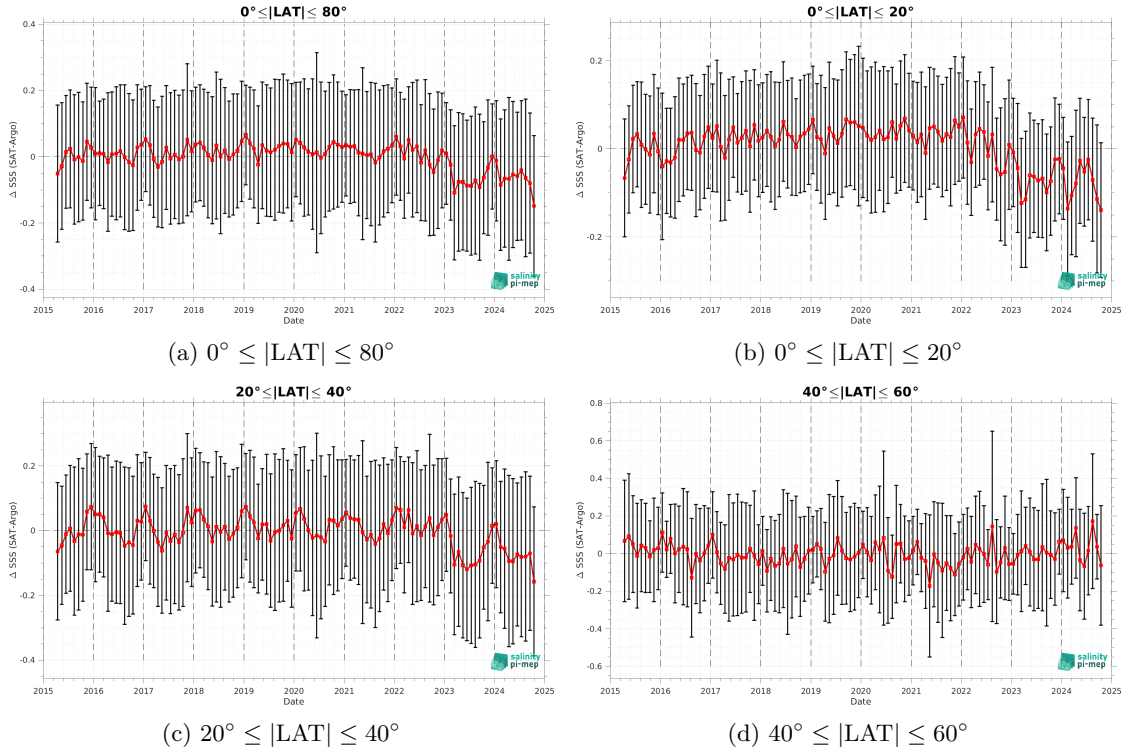 0°≤|LAT|≤ 80°
Δ SSS (SAT-Argo)
0.4
0.2
0
-0.2
-0.4
2015 2016 2017 2018 2019 2020 2021 2022 2023 2024 2025
Date
salinity
pi-mep
(a) 0° ≤ |LAT| ≤ 80°
0°≤|LAT|≤ 20°
Δ SSS (SAT-Argo)
0.2
0
-0.2
2015 2016 2017 2018 2019 2020 2021 2022 2023 2024 2025
Date
salinity
pi-mep
(b) 0° ≤ |LAT| ≤ 20°
20°≤|LAT|≤ 40°
Δ SSS (SAT-Argo)
0.2
0
-0.2
-0.4
2015 2016 2017 2018 2019 2020 2021 2022 2023 2024 2025
Date
salinity
pi-mep
(c) 20° ≤ |LAT| ≤ 40°
40°≤|LAT|≤ 60°
Δ SSS (SAT-Argo)
0.8
0.6
0.4
0.2
0
-0.2
-0.4
-0.6
2015 2016 2017 2018 2019 2020 2021 2022 2023 2024 2025
Date
salinity
pi-mep
(d) 40° ≤ |LAT| ≤ 60°